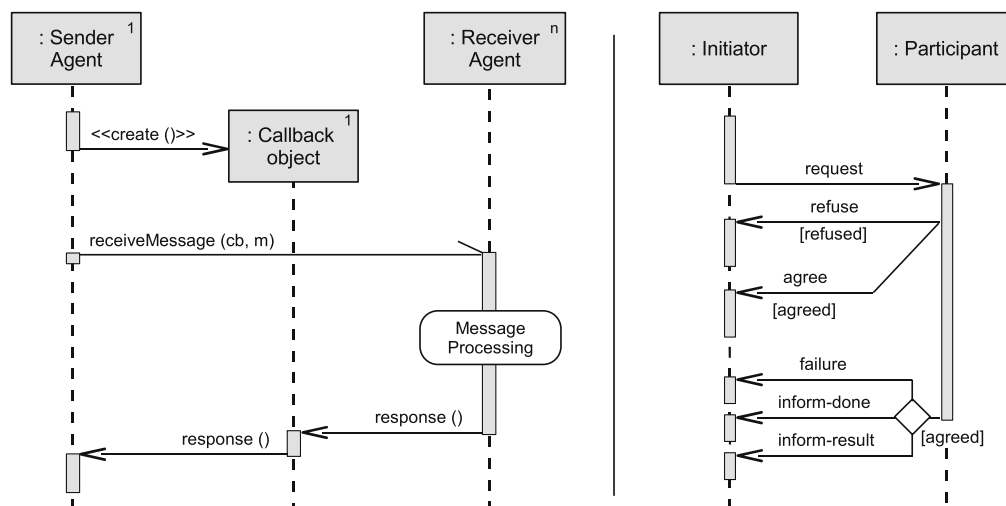 : Sender 1
Agent
: Receiver n
Agent
<<create ()>>
: Callback 1
object
receiveMessage (cb, m)
Message
Processing
response ()
response ()
: Initiator
: Participant
request
refuse
[refused]
agree
[agreed]
failure
inform-done
[agreed]
inform-result